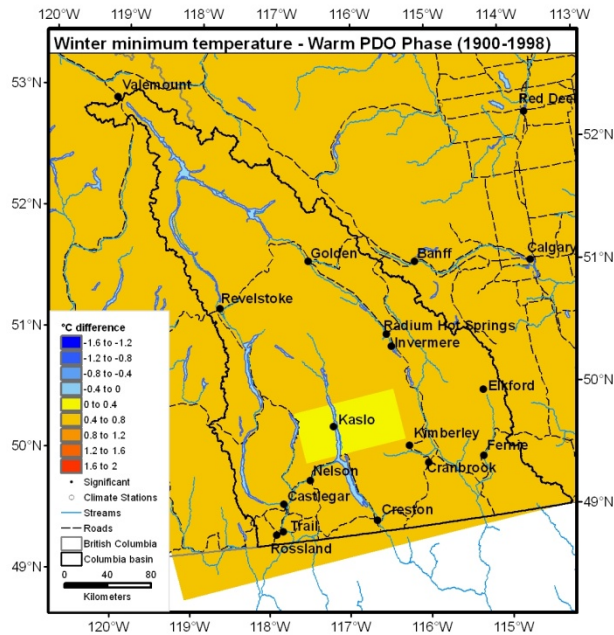 120°W 119°W 118°W 117°W 116°W 115°W 114°W 113°W
Winter minimum temperature - Warm PDO Phase (1900-1998)
53°N
Valemount
Red Deer
52°N
52°N
Golden
Banff
Calgary
51°N
Revelstoke
51°N
Radium Hot Springs
Invermere
Elkford
50°N
Kaslo
50°N
Kimberley
Fernie
Cranbrook
Nelson
Castlegar
49°N
Creston
Trail
Rossland
49°N
°C difference
-1.6 to -1.2
-1.2 to -0.8
-0.8 to -0.4
-0.4 to 0
0 to 0.4
0.4 to 0.8
0.8 to 1.2
1.2 to 1.6
1.6 to 2
Significant
Climate Stations
Streams
Roads
British Columbia
Columbia basin
0 40 80
Kilometers
120°W 119°W 118°W 117°W 116°W 115°W